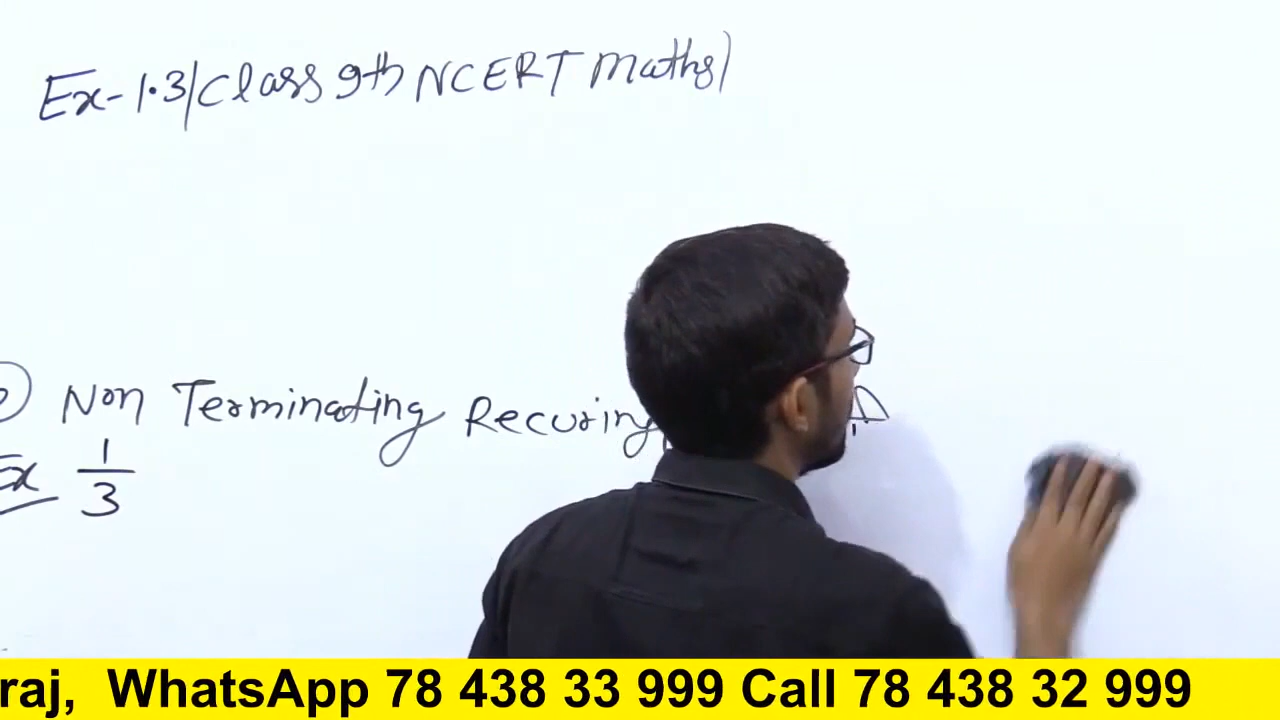 Ex-1.3/Class 9th NCERT Maths)
Non Terminating Recuring
Ex 1/3
raj, WhatsApp 78 438 33 999 Call 78 438 32 999